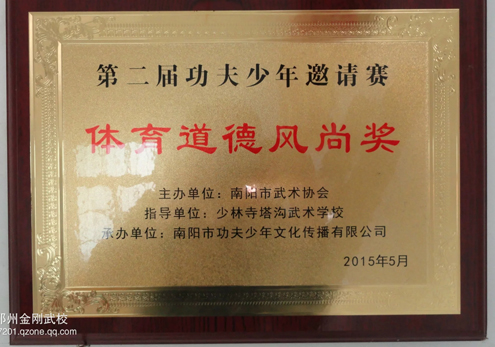 第二届功夫少年邀请赛
体育道德风尚奖
主办单位：南阳市武术协会
指导单位：少林寺塔沟武术学校
承办单位：南阳市功夫少年文化传播有限公司
2015年5月
郑州金刚武校
7201.qzone.qq.com